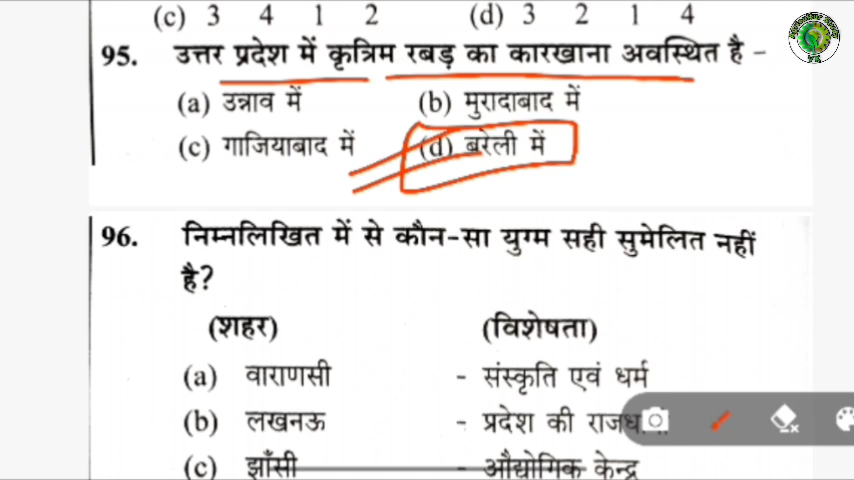 (c) 3 4 1 2 (d) 3 2 1 4
95. उत्तर प्रदेश में कृत्रिम रबड़ का कारखाना अवस्थित है -
(a) उन्नाव में (b) मुरादाबाद में
(c) गाजियाबाद में (d) बरेली में
96. निम्नलिखित में से कौन-सा युग्म सही सुमेलित नहीं
है?
(शहर) (विशेषता)
(a) वाराणसी - संस्कृति एवं धर्म
(b) लखनऊ - प्रदेश की
(c) झाँसी - औद्योगिक केन्द्र